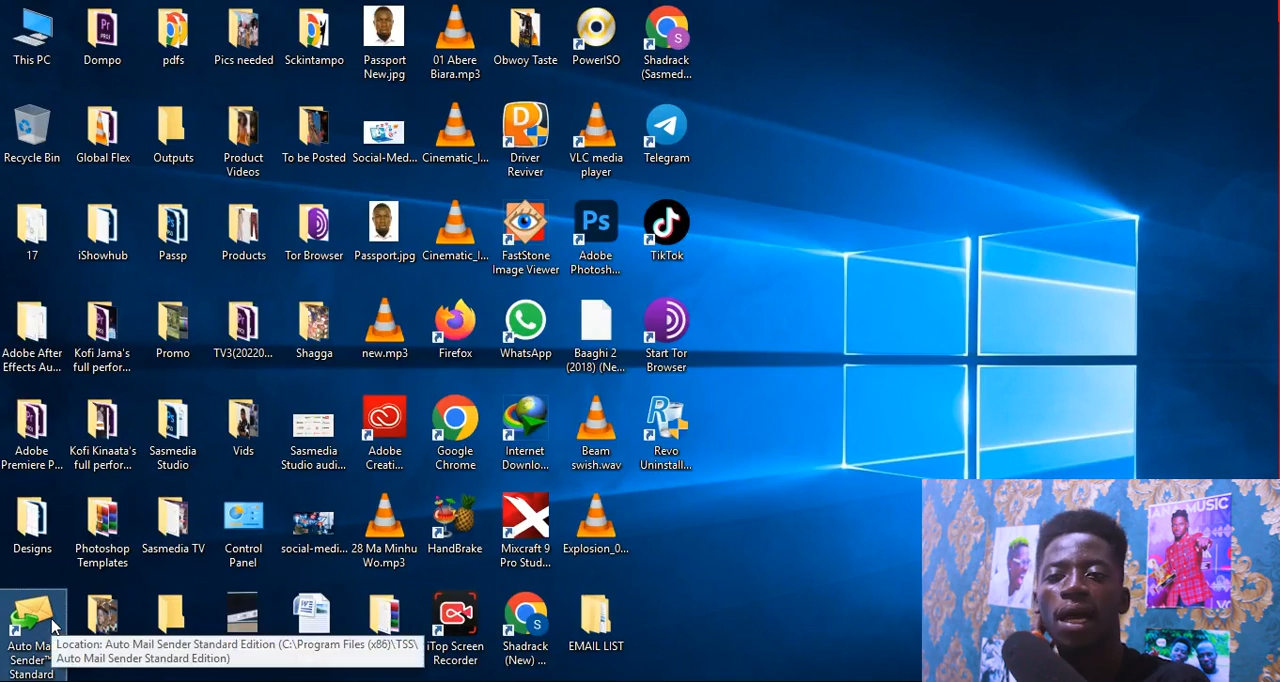 This PC
Dompo
pdfs
Pics needed
Sckintampo
Passport
New.jpg
01 Abere
Biara.mp3
Obwoy Taste
PowerISO
Shadrack
(Sasmed...
Recycle Bin
Global Flex
Outputs
Product
Videos
To be Posted
Social-Med...
Cinematic_I...
Driver
Reviver
VLC media
player
Telegram
17
iShowhub
Passp
Products
Tor Browser
Passport.jpg
Cinematic_I...
FastStone
Image Viewer
Adobe
Photosh...
TikTok
Adobe After
Effects Au...
Kofi Jama's
full perfor...
Promo
TV3(20220...
Shagga
new.mp3
Firefox
WhatsApp
Baaghi 2
(2018) (Ne...
Start Tor
Browser
Adobe
Premiere P...
Kofi Kinaata's
full perfor...
Sasmedia
Studio
Vids
Sasmedia
Studio audi...
Adobe
Creati...
Google
Chrome
Internet
Downlo...
Beam
swish.wav
Revo
Uninstall...
Designs
Photoshop
Templates
Sasmedia TV
Control
Panel
social-medi...
28 Ma Minhu
Wo.mp3
HandBrake
Mixcraft 9
Pro Stud...
Explosion_0...
Auto Ma
Sender™
Standard
Location: Auto Mail Sender Standard Edition (C:\Program Files (x86)\TSS\
Auto Mail Sender Standard Edition)
iTop Screen
Recorder
Shadrack
(New) ...
EMAIL LIST
MUSIC